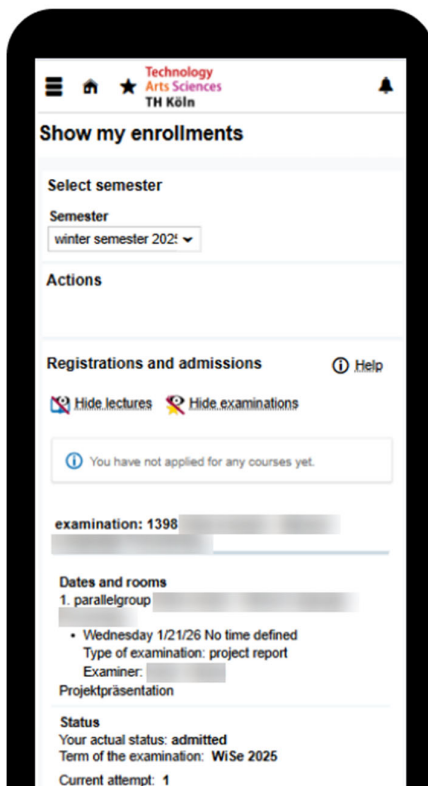 Technology
Arts Sciences
TH Köln
Show my enrollments
Select semester
Semester
winter semester 202
Actions
Registrations and admissions
Help
Hide lectures Hide examinations
You have not applied for any courses yet.
examination: 1398
Dates and rooms
1. parallelgroup
• Wednesday 1/21/26 No time defined
Type of examination: project report
Examiner:
Projektpräsentation
Status
Your actual status: admitted
Term of the examination: WiSe 2025
Current attempt: 1